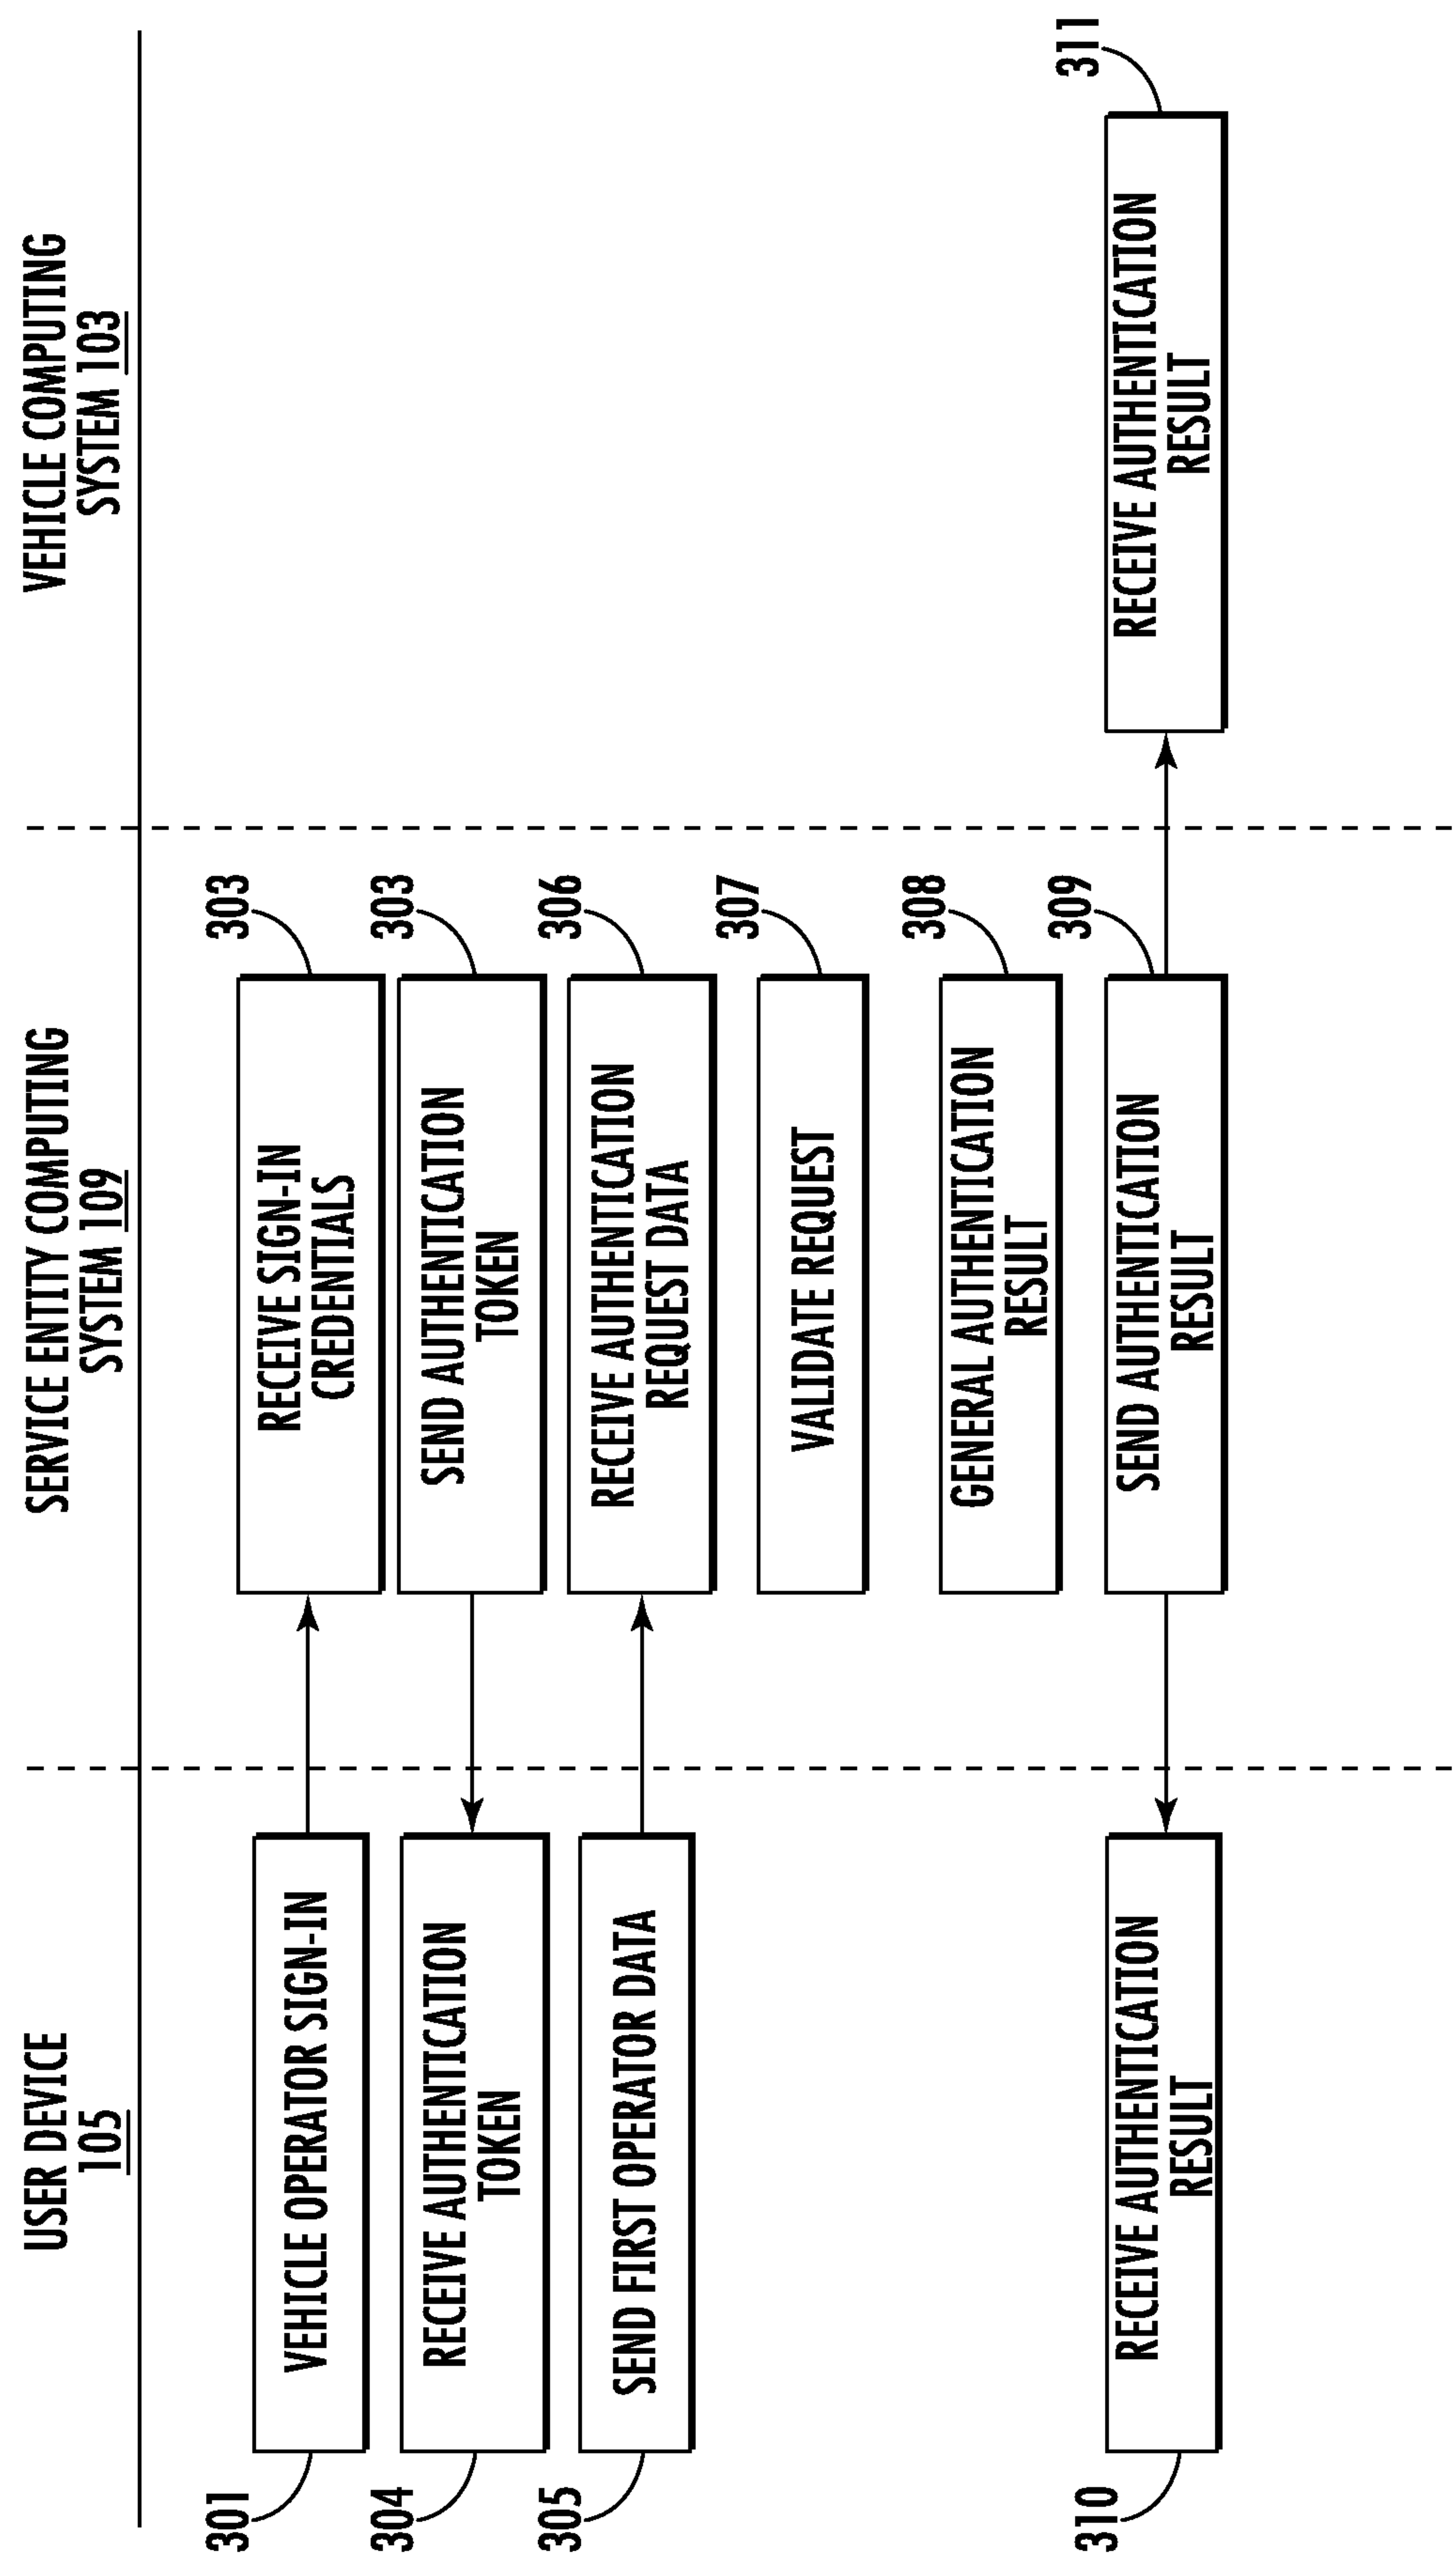 USER DEVICE
105
SERVICE ENTITY COMPUTING
SYSTEM 109
VEHICLE COMPUTING
SYSTEM 103
301
VEHICLE OPERATOR SIGN-IN
303
RECEIVE SIGN-IN
CREDENTIALS
304
RECEIVE AUTHENTICATION
TOKEN
303
SEND AUTHENTICATION
TOKEN
305
SEND FIRST OPERATOR DATA
306
RECEIVE AUTHENTICATION
REQUEST DATA
307
VALIDATE REQUEST
308
GENERAL AUTHENTICATION
RESULT
310
RECEIVE AUTHENTICATION
RESULT
309
SEND AUTHENTICATION
RESULT
311
RECEIVE AUTHENTICATION
RESULT